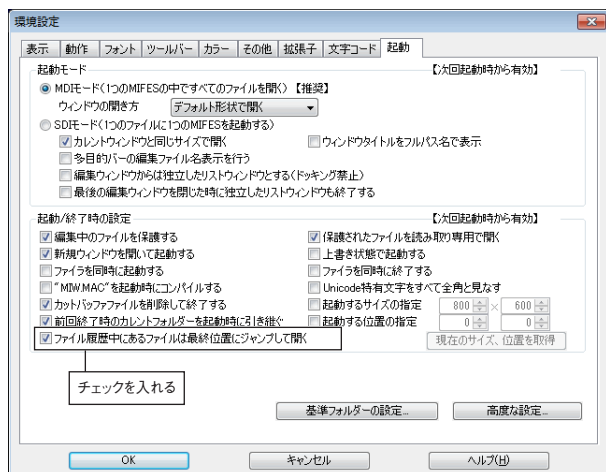 環境設定
表示 動作 フォント ツールバー カラー その他 拡張子 文字コード 起動
起動モード 【次回起動時から有効】
MDIモード(1つのMIFESの中ですべてのファイルを開く) 【推奨】
ウィンドウの開き方 デフォルト形状で開く
SDIモード(1つのファイルに1つのMIFESを起動する)
カレントウィンドウと同じサイズで開く ウィンドウタイトルをフルパス名で表示
多目的バーの編集ファイル名表示を行う
編集ウィンドウからは独立したリストウィンドウとする(ドッキング禁止)
最後の編集ウィンドウを閉じた時に独立したリストウィンドウも終了する
起動/終了時の設定 【次回起動時から有効】
編集中のファイルを保護する 保護されたファイルを読み取り専用で開く
新規ウィンドウを開いて起動する 上書き状態で起動する
ファイラを同時に起動する ファイラを同時に終了する
"MIW.MAC"を起動時にコンパイルする Unicode特有文字をすべて全角と見なす
カットバッファファイルを削除して終了する 起動するサイズの指定 800 × 600
前回終了時のカレントフォルダーを起動時に引き継ぐ 起動する位置の指定 0 0
ファイル履歴中にあるファイルは最終位置にジャンプして開く 現在のサイズ、位置を取得
チェックを入れる
基準フォルダーの設定... 高度な設定...
OK キャンセル ヘルプ(H)